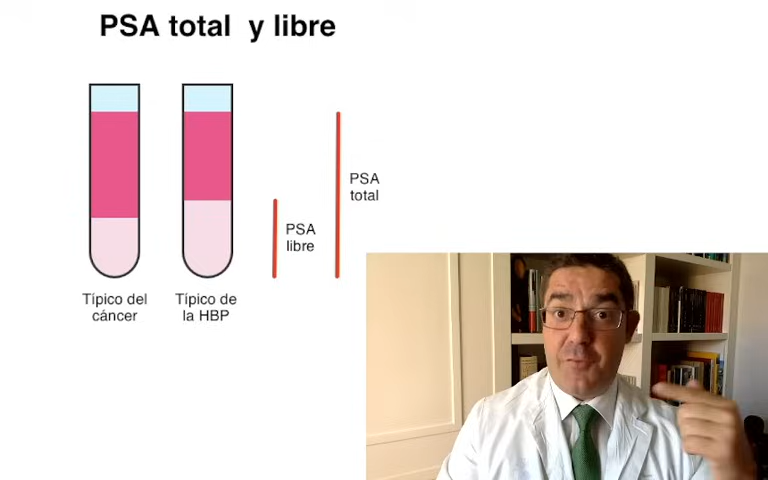 PSA total y libre
PSA
total
PSA
libre
Típico del
cáncer
Típico de
la HBP